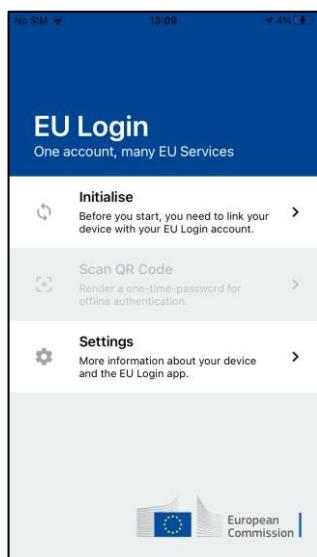 No SIM 13:09 4%
EU Login
One account, many EU Services
Initialise
Before you start, you need to link your
device with your EU Login account.
Scan QR Code
Render a one-time-password for
offline authentication.
Settings
More information about your device
and the EU Login app.
European
Commission